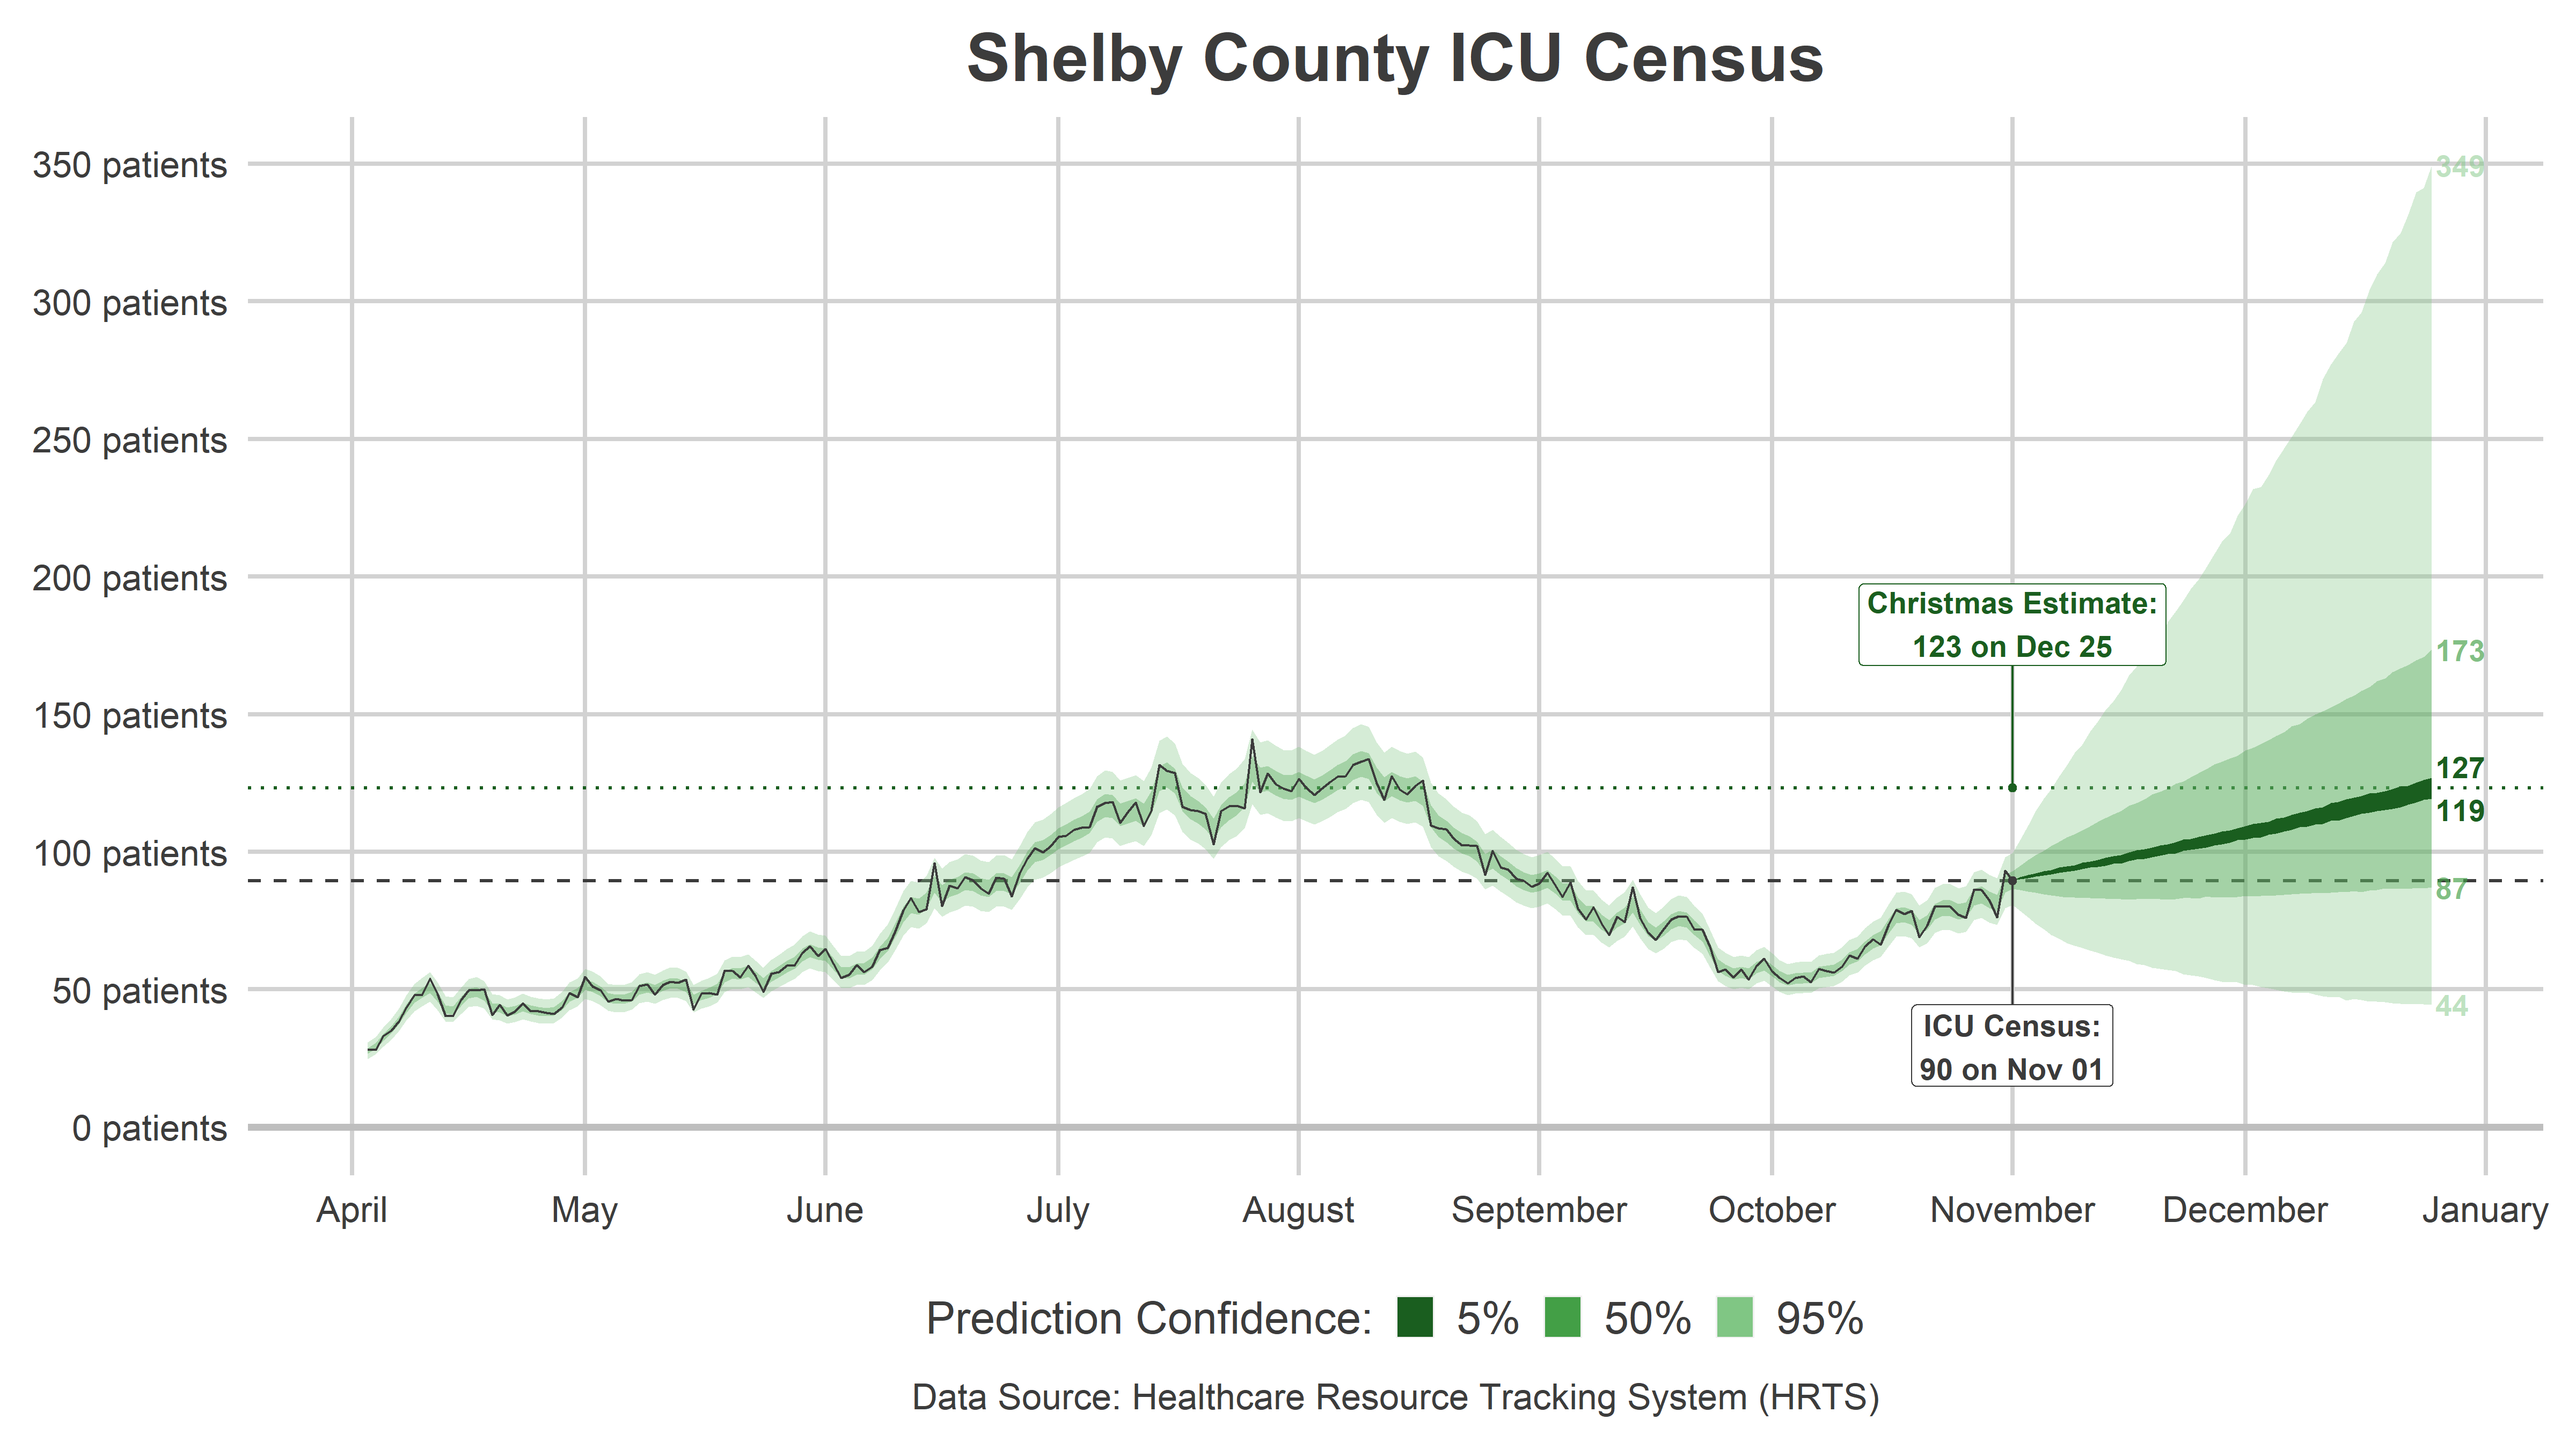 Shelby County ICU Census
350 patients
300 patients
250 patients
200 patients
150 patients
100 patients
50 patients
0 patients
349
173
127
119
87
44
Christmas Estimate:
123 on Dec 25
ICU Census:
90 on Nov 01
April May June July August September October November December January
Prediction Confidence: 5% 50% 95%
Data Source: Healthcare Resource Tracking System (HRTS)